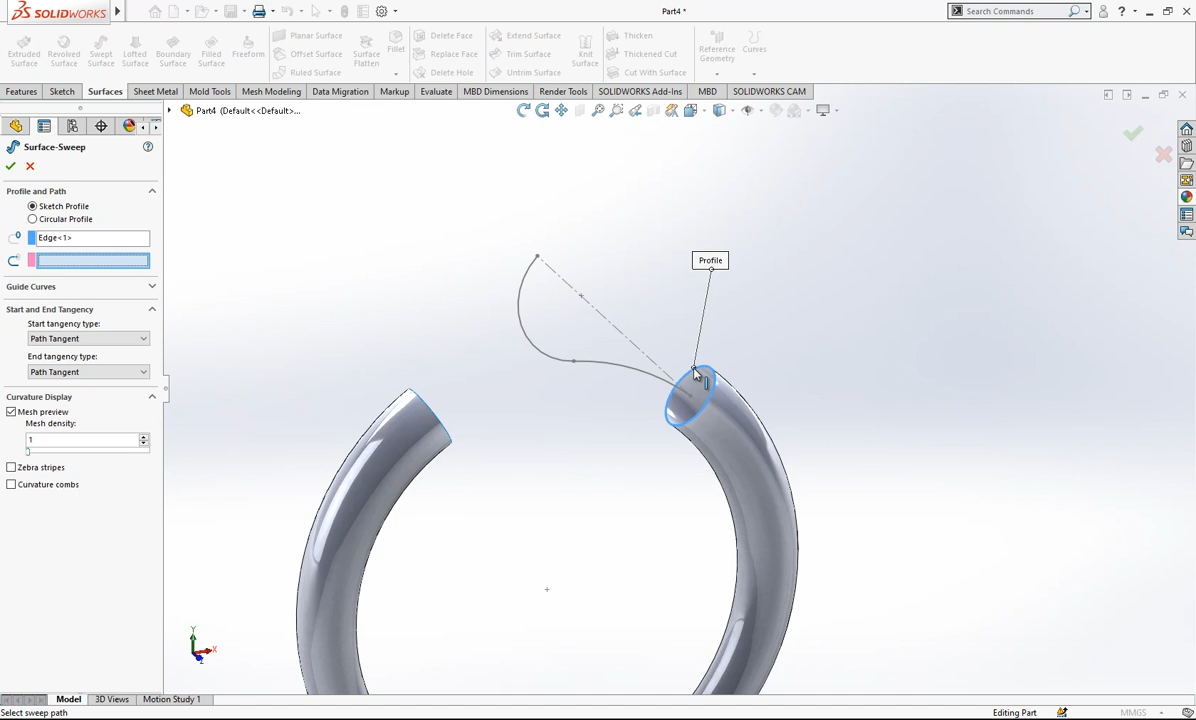 SOLIDWORKS
Part4 *
Search Commands
Extruded Surface
Revolved Surface
Swept Surface
Lofted Surface
Boundary Surface
Filled Surface
Freeform
Planar Surface
Offset Surface
Ruled Surface
Surface Flatten
Fillet
Delete Face
Replace Face
Delete Hole
Extend Surface
Trim Surface
Untrim Surface
Knit Surface
Thicken
Thickened Cut
Cut With Surface
Reference Geometry
Curves
Features
Sketch
Surfaces
Sheet Metal
Mold Tools
Mesh Modeling
Data Migration
Markup
Evaluate
MBD Dimensions
Render Tools
SOLIDWORKS Add-Ins
MBD
SOLIDWORKS CAM
Part4 (Default<<Default>...
Surface-Sweep
Profile and Path
Sketch Profile
Circular Profile
Edge<1>
Guide Curves
Start and End Tangency
Start tangency type:
Path Tangent
End tangency type:
Path Tangent
Curvature Display
Mesh preview
Mesh density:
1
Zebra stripes
Curvature combs
Profile
Y
X
Z
Model
3D Views
Motion Study 1
Select sweep path
Editing Part
MMGS